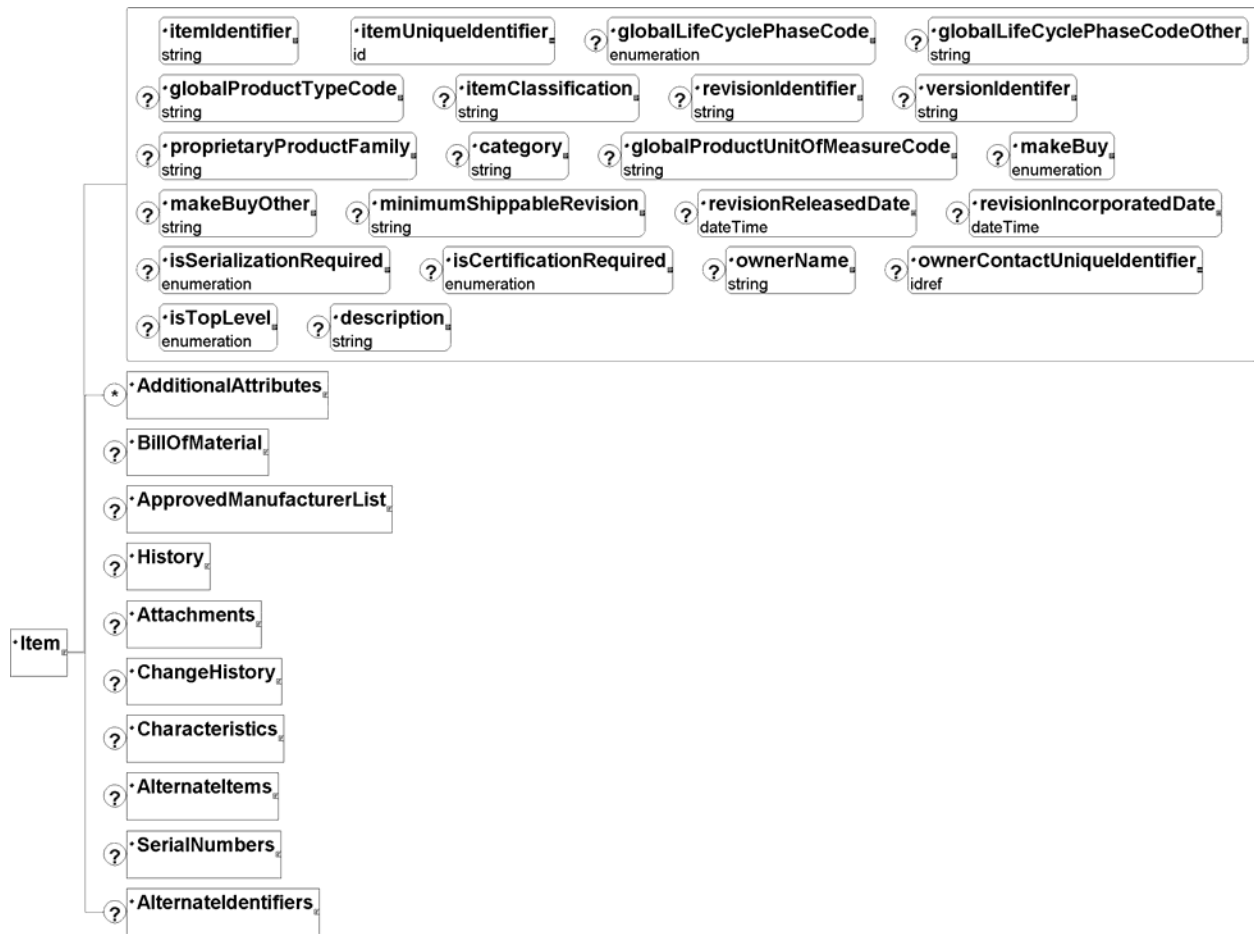 itemIdentifier itemUniqueIdentifier ? globalLifeCyclePhaseCode ? globalLifeCyclePhaseCodeOther
string id enumeration string
? globalProductTypeCode ? itemClassification ? revisionIdentifier ? versionIdentifer
string string string string
? proprietaryProductFamily ? category ? globalProductUnitOfMeasureCode ? makeBuy
string string string enumeration
? makeBuyOther ? minimumShippableRevision ? revisionReleasedDate ? revisionIncorporatedDate
string string dateTime dateTime
? isSerializationRequired ? isCertificationRequired ? ownerName ? ownerContactUniqueIdentifier
enumeration enumeration string idref
? isTopLevel ? description
enumeration string
* AdditionalAttributes
? BillOfMaterial
? ApprovedManufacturerList
? History
? Attachments
Item
? ChangeHistory
? Characteristics
? AlternateItems
? SerialNumbers
? AlternateIdentifiers